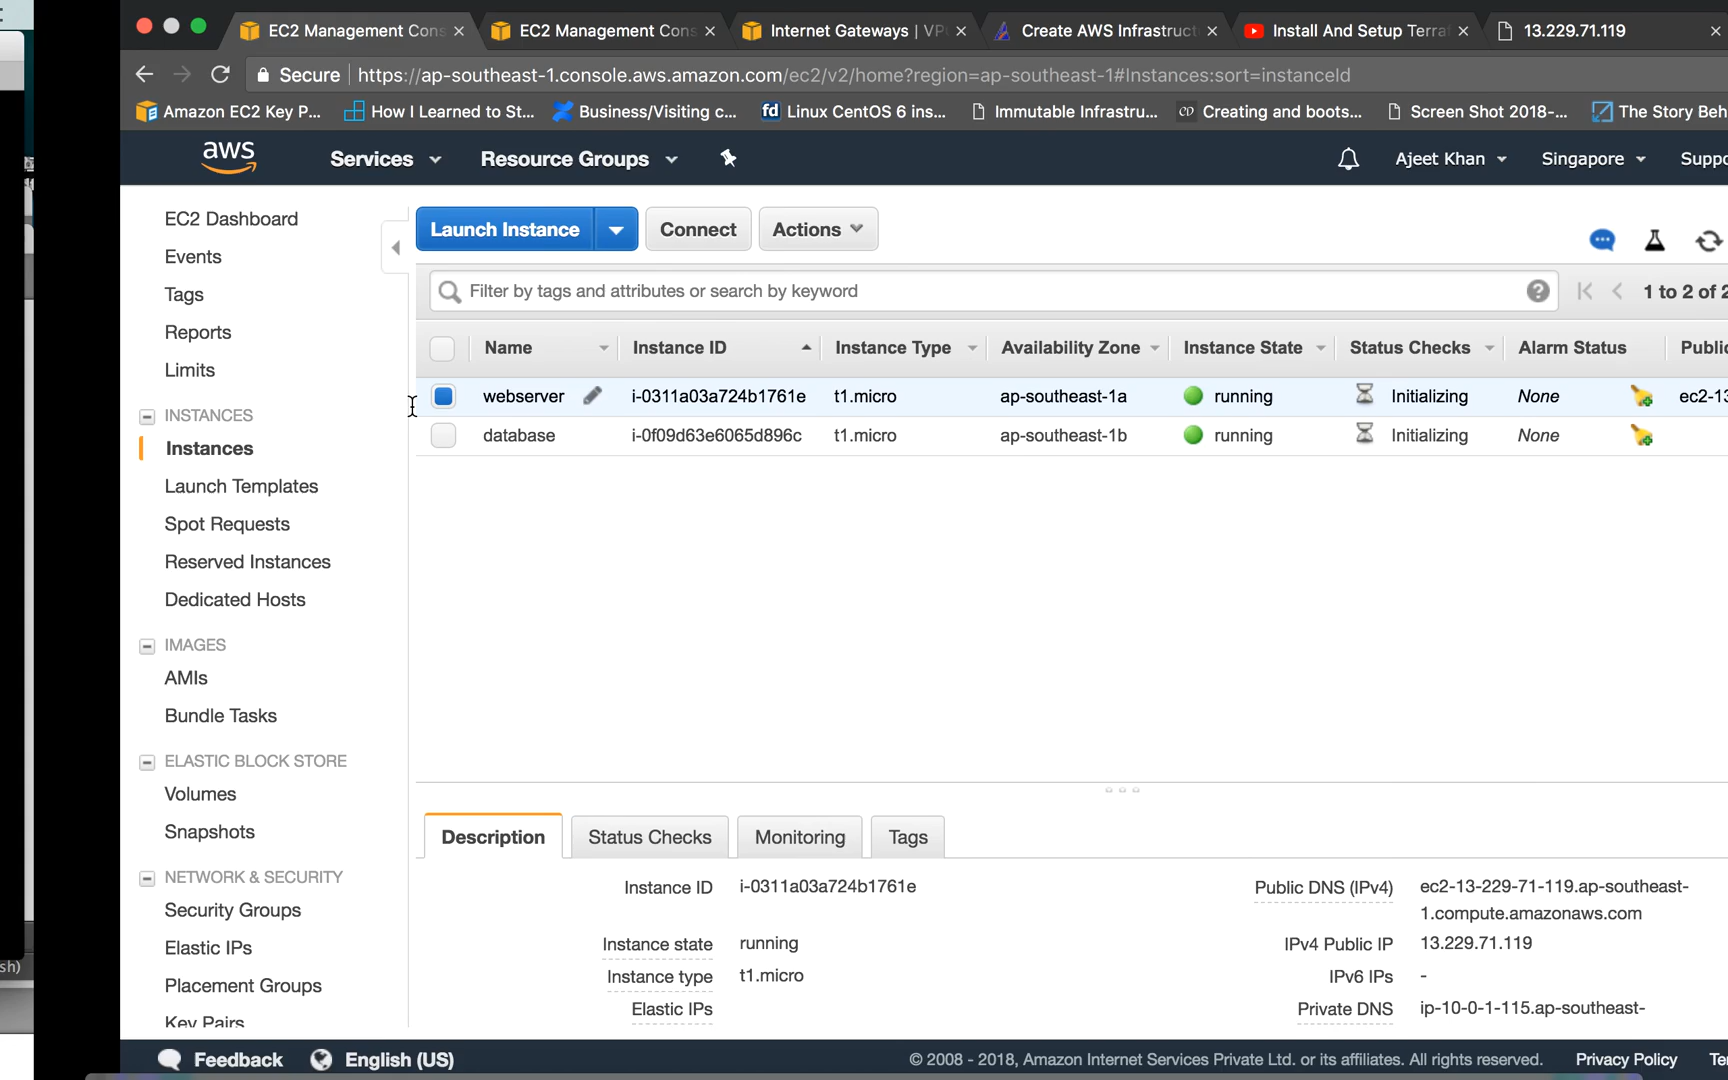 EC2 Management Cons
EC2 Management Cons
Internet Gateways | VP
Create AWS Infrastruct
Install And Setup Terraf
13.229.71.119
Secure
https://ap-southeast-1.console.aws.amazon.com/ec2/v2/home?region=ap-southeast-1#Instances:sort=instanceId
Amazon EC2 Key P...
How I Learned to St...
Business/Visiting c...
fd Linux CentOS 6 ins...
Immutable Infrastru...
Creating and boots...
Screen Shot 2018-...
The Story Beh
aws
Services
Resource Groups
Ajeet Khan
Singapore
Suppo
EC2 Dashboard
Events
Tags
Reports
Limits
INSTANCES
Instances
Launch Templates
Spot Requests
Reserved Instances
Dedicated Hosts
IMAGES
AMIs
Bundle Tasks
ELASTIC BLOCK STORE
Volumes
Snapshots
NETWORK & SECURITY
Security Groups
Elastic IPs
Placement Groups
Key Pairs
Launch Instance
Connect
Actions
Filter by tags and attributes or search by keyword
1 to 2 of 2
Name Instance ID Instance Type Availability Zone Instance State Status Checks Alarm Status Public
webserver i-0311a03a724b1761e t1.micro ap-southeast-1a running Initializing None ec2-13
database i-0f09d63e6065d896c t1.micro ap-southeast-1b running Initializing None
Description
Status Checks
Monitoring
Tags
Instance ID i-0311a03a724b1761e
Instance state running
Instance type t1.micro
Elastic IPs
Public DNS (IPv4) ec2-13-229-71-119.ap-southeast-
1.compute.amazonaws.com
IPv4 Public IP 13.229.71.119
IPv6 IPs -
Private DNS ip-10-0-1-115.ap-southeast-
sh)
Feedback
English (US)
© 2008 - 2018, Amazon Internet Services Private Ltd. or its affiliates. All rights reserved.
Privacy Policy
Te